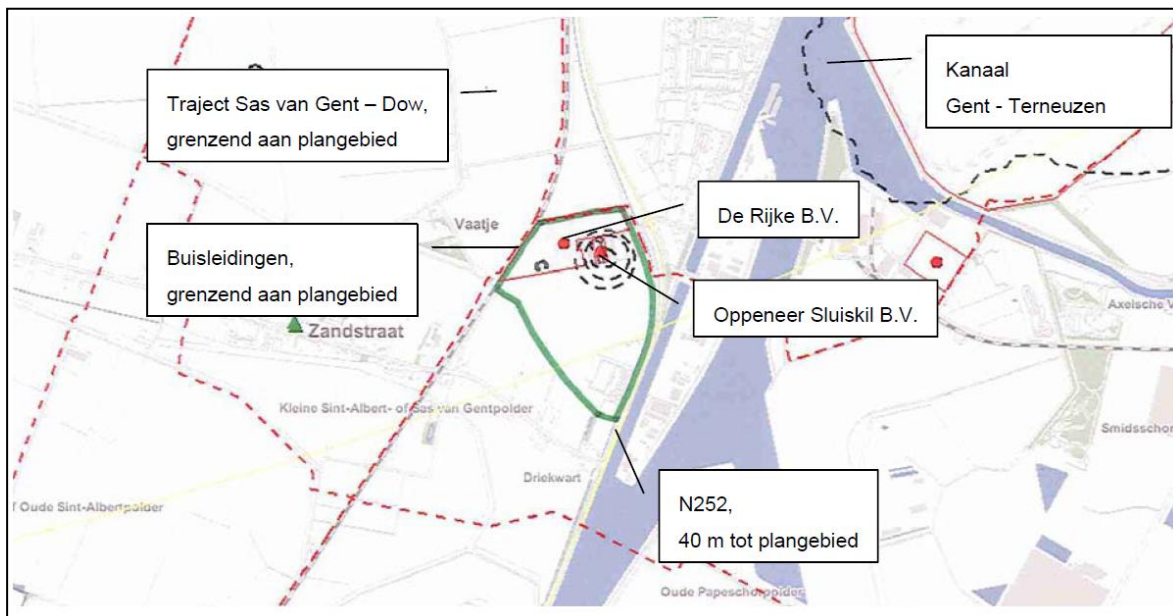 Traject Sas van Gent – Dow,
grenzend aan plangebied
Kanaal
Gent - Terneuzen
De Rijke B.V.
Vaatje
Buisleidingen,
grenzend aan plangebied
Oppeneer Sluiskil B.V.
Axelsche V
Zandstraat
Kleine Sint-Albert- of Sas van Gentpolder
Smidsschor
Driekwart
N252,
40 m tot plangebied
f Oude Sint-Albertpolder
Oude Papeschorpolder